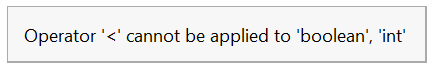 Operator '<' cannot be applied to 'boolean', 'int'